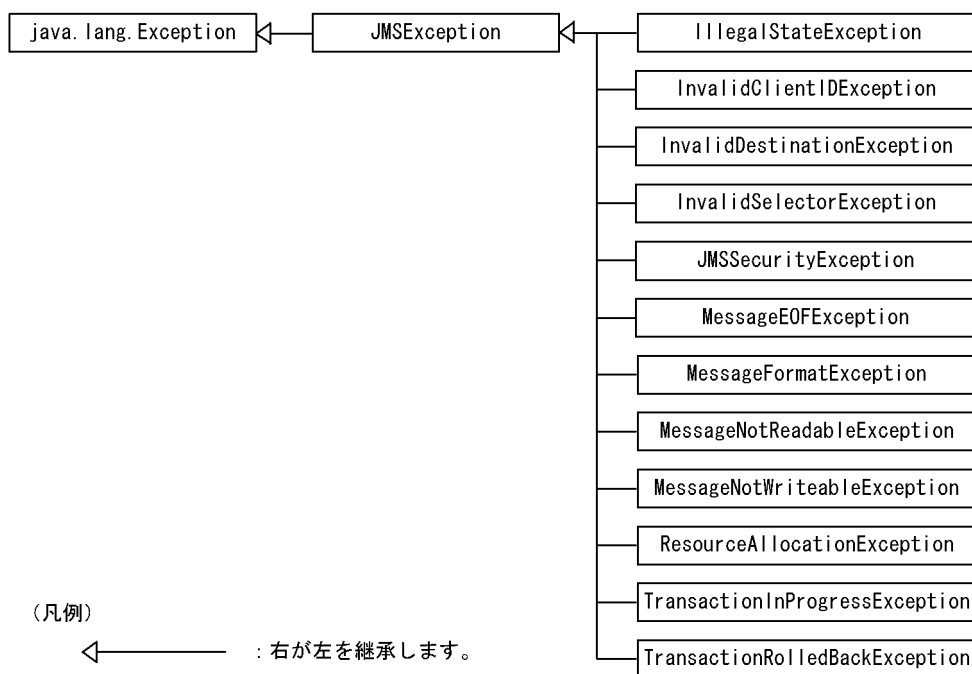 java.lang.Exception
JMSException
IllegalStateException
InvalidClientIDException
InvalidDestinationException
InvalidSelectorException
JMSSecurityException
MessageEOFException
MessageFormatException
MessageNotReadableException
MessageNotWriteableException
ResourceAllocationException
TransactionInProgressException
TransactionRolledBackException
(凡例)
:右が左を継承します。